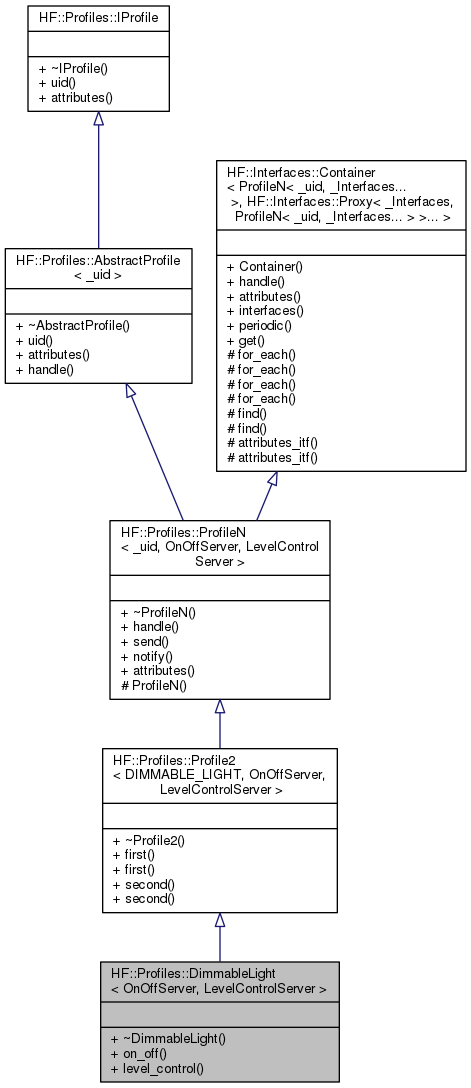 HF::Profiles::IProfile
+ ~IProfile()
+ uid()
+ attributes()
HF::Interfaces::Container
< ProfileN< _uid, _Interfaces...
>, HF::Interfaces::Proxy< _Interfaces,
ProfileN< _uid, _Interfaces... > >... >
+ Container()
+ handle()
+ attributes()
+ interfaces()
+ periodic()
+ get()
# for_each()
# for_each()
# for_each()
# for_each()
# find()
# find()
# attributes_itf()
# attributes_itf()
HF::Profiles::AbstractProfile
< _uid >
+ ~AbstractProfile()
+ uid()
+ attributes()
+ handle()
HF::Profiles::ProfileN
< _uid, OnOffServer, LevelControl
Server >
+ ~ProfileN()
+ handle()
+ send()
+ notify()
+ attributes()
# ProfileN()
HF::Profiles::Profile2
< DIMMABLE_LIGHT, OnOffServer,
LevelControlServer >
+ ~Profile2()
+ first()
+ first()
+ second()
+ second()
HF::Profiles::DimmableLight
< OnOffServer, LevelControlServer >
+ ~DimmableLight()
+ on_off()
+ level_control()